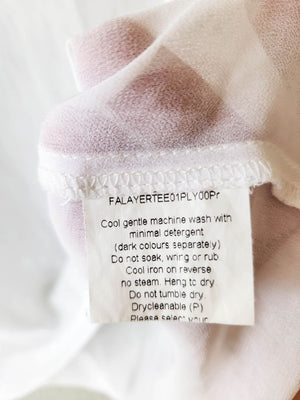 FALAYERTEE01PLY00Pr
Cool gentle machine wash with
minimal detergent
(dark colours separately)
Do not soak, wring or rub.
Cool iron on reverse
no steam. Hang to dry
Do not tumble dry.
Drycleanable (P)
Please select your